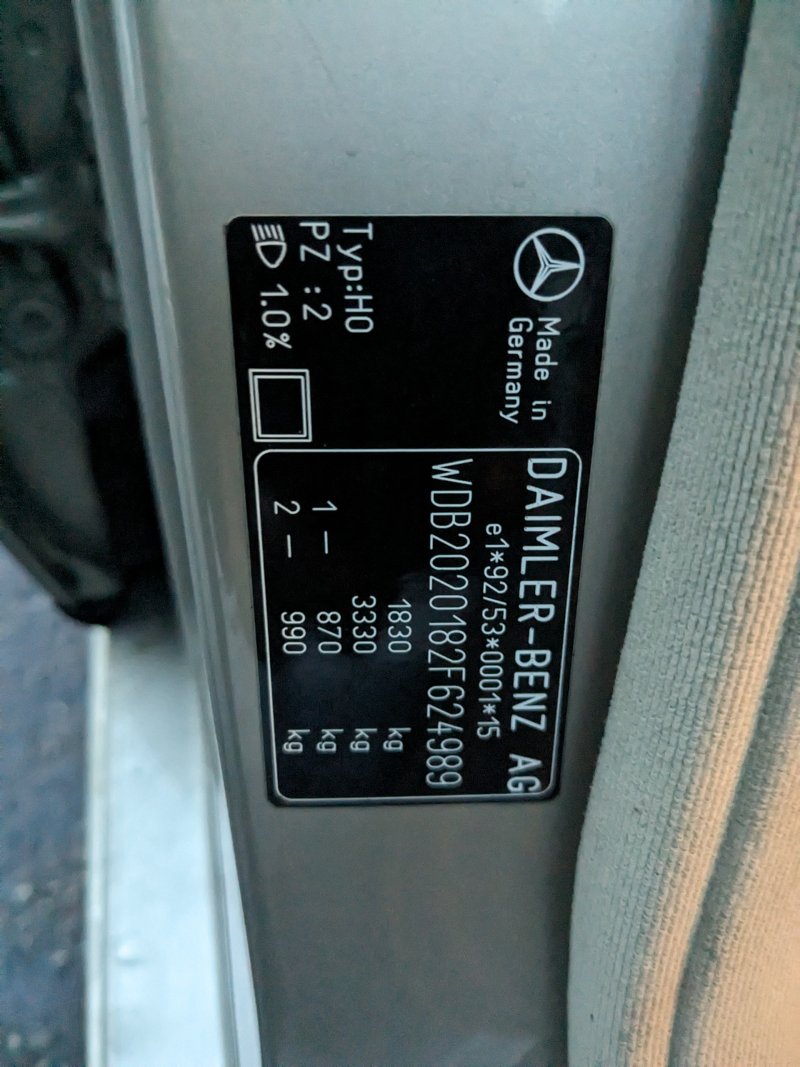 Made in
Germany
DAIMLER-BENZ AG
e1*92/53*0001*15
WDB2020182F624989
1830 kg
3330 kg
1 – 870 kg
2 – 990 kg
Typ:HO
PZ :2
1.0%